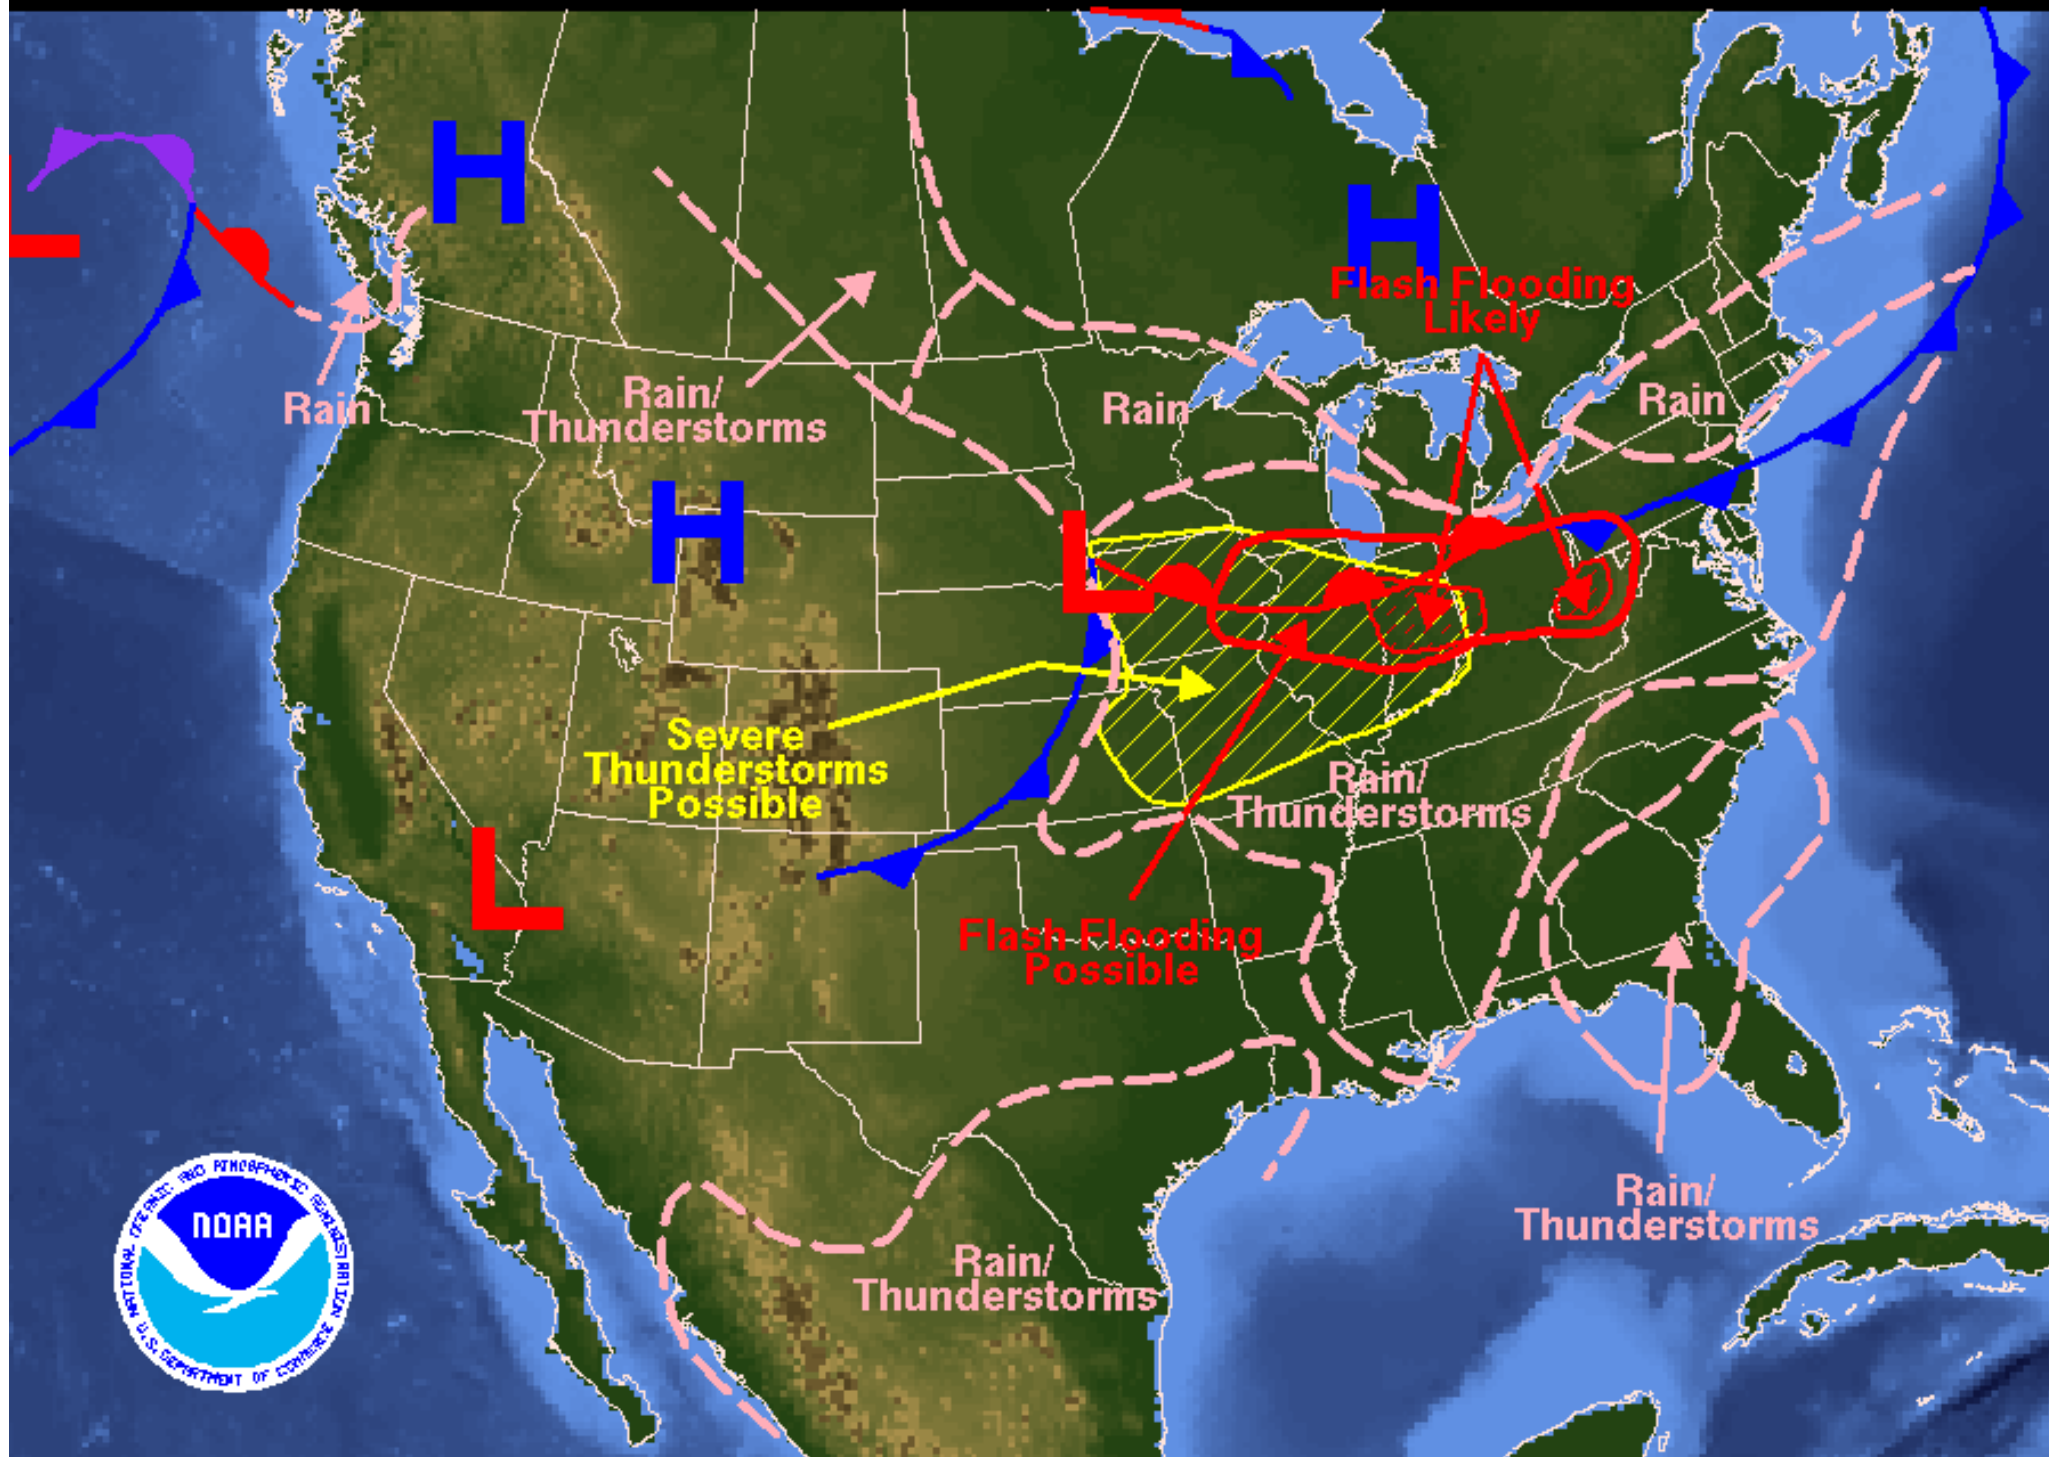 H
H
Flash Flooding
Likely
L
Rain
Rain/
Thunderstorms
Rain
Rain
H
L
Severe
Thunderstorms
Possible
Rain/
Thunderstorms
L
Flash Flooding
Possible
Rain/
Thunderstorms
Rain/
Thunderstorms
NATIONAL OCEANIC AND ATMOSPHERIC ADMINISTRATION
NOAA
U.S. DEPARTMENT OF COMMERCE